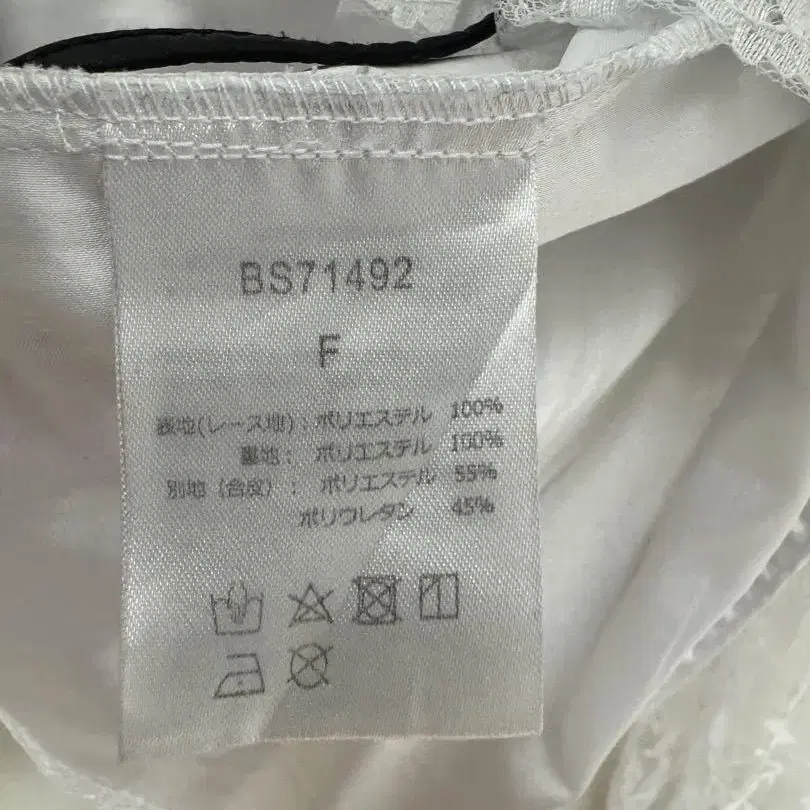 BS71492
F
表地(レース地)：ポリエステル 100%
裏地： ポリエステル 100%
別地（合皮）： ポリエステル 55%
ポリウレタン 45%